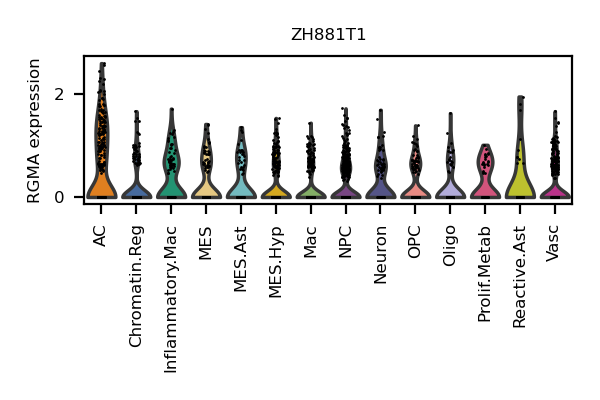 ZH881T1
RGMA expression
2
0
AC
Chromatin.Reg
Inflammatory.Mac
MES
MES.Ast
MES.Hyp
Mac
NPC
Neuron
OPC
Oligo
Prolif.Metab
Reactive.Ast
Vasc